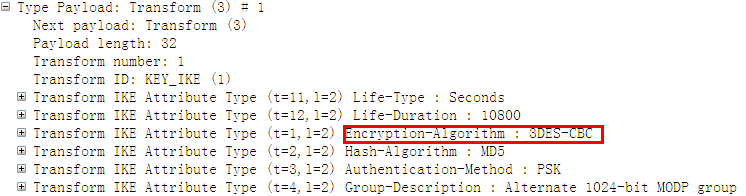 Type Payload: Transform (3) # 1
Next payload: Transform (3)
Payload length: 32
Transform number: 1
Transform ID: KEY_IKE (1)
Transform IKE Attribute Type (t=11,l=2) Life-Type : Seconds
Transform IKE Attribute Type (t=12,l=2) Life-Duration : 10800
Transform IKE Attribute Type (t=1,l=2) Encryption-Algorithm : 3DES-CBC
Transform IKE Attribute Type (t=2,l=2) Hash-Algorithm : MD5
Transform IKE Attribute Type (t=3,l=2) Authentication-Method : PSK
Transform IKE Attribute Type (t=4,l=2) Group-Description : Alternate 1024-bit MODP group